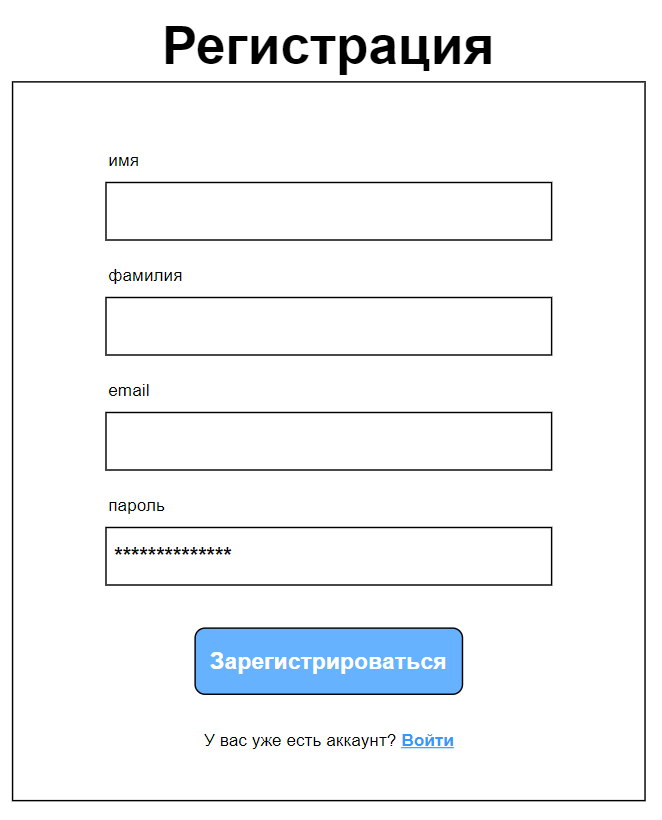 Регистрация
имя
фамилия
email
пароль
**************
Зарегистрироваться
У вас уже есть аккаунт? Войти